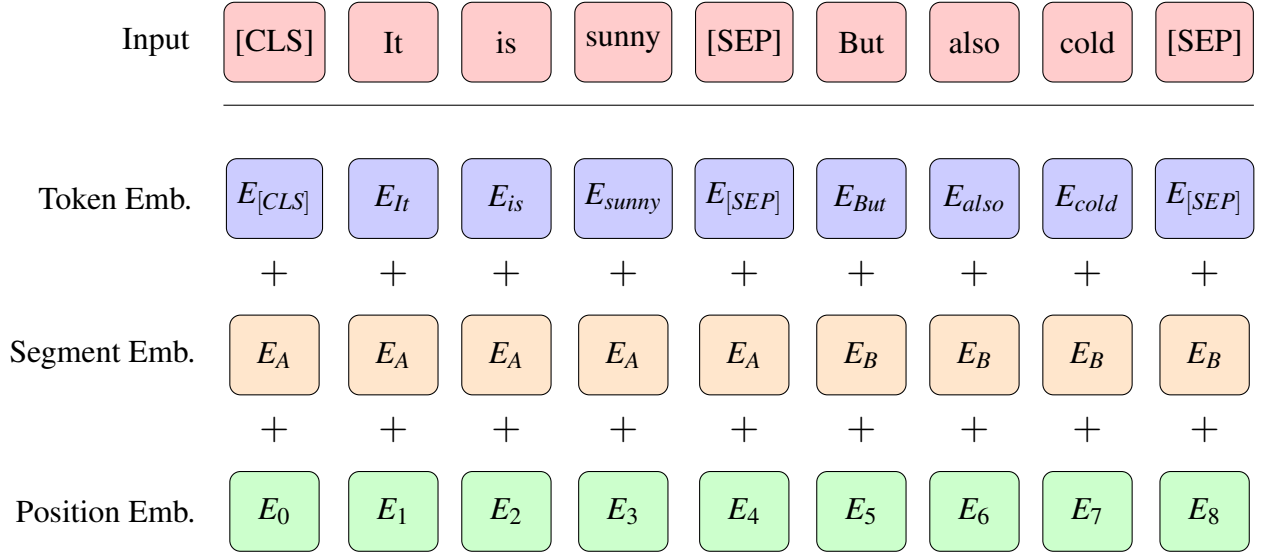 Input [CLS] It is sunny [SEP] But also cold [SEP]
Token Emb. E[CLS] EIt Eis Esunny E[SEP] EBut Ealso Ecold E[SEP]
+ + + + + + + + +
Segment Emb. EA EA EA EA EA EB EB EB EB
+ + + + + + + + +
Position Emb. E0 E1 E2 E3 E4 E5 E6 E7 E8